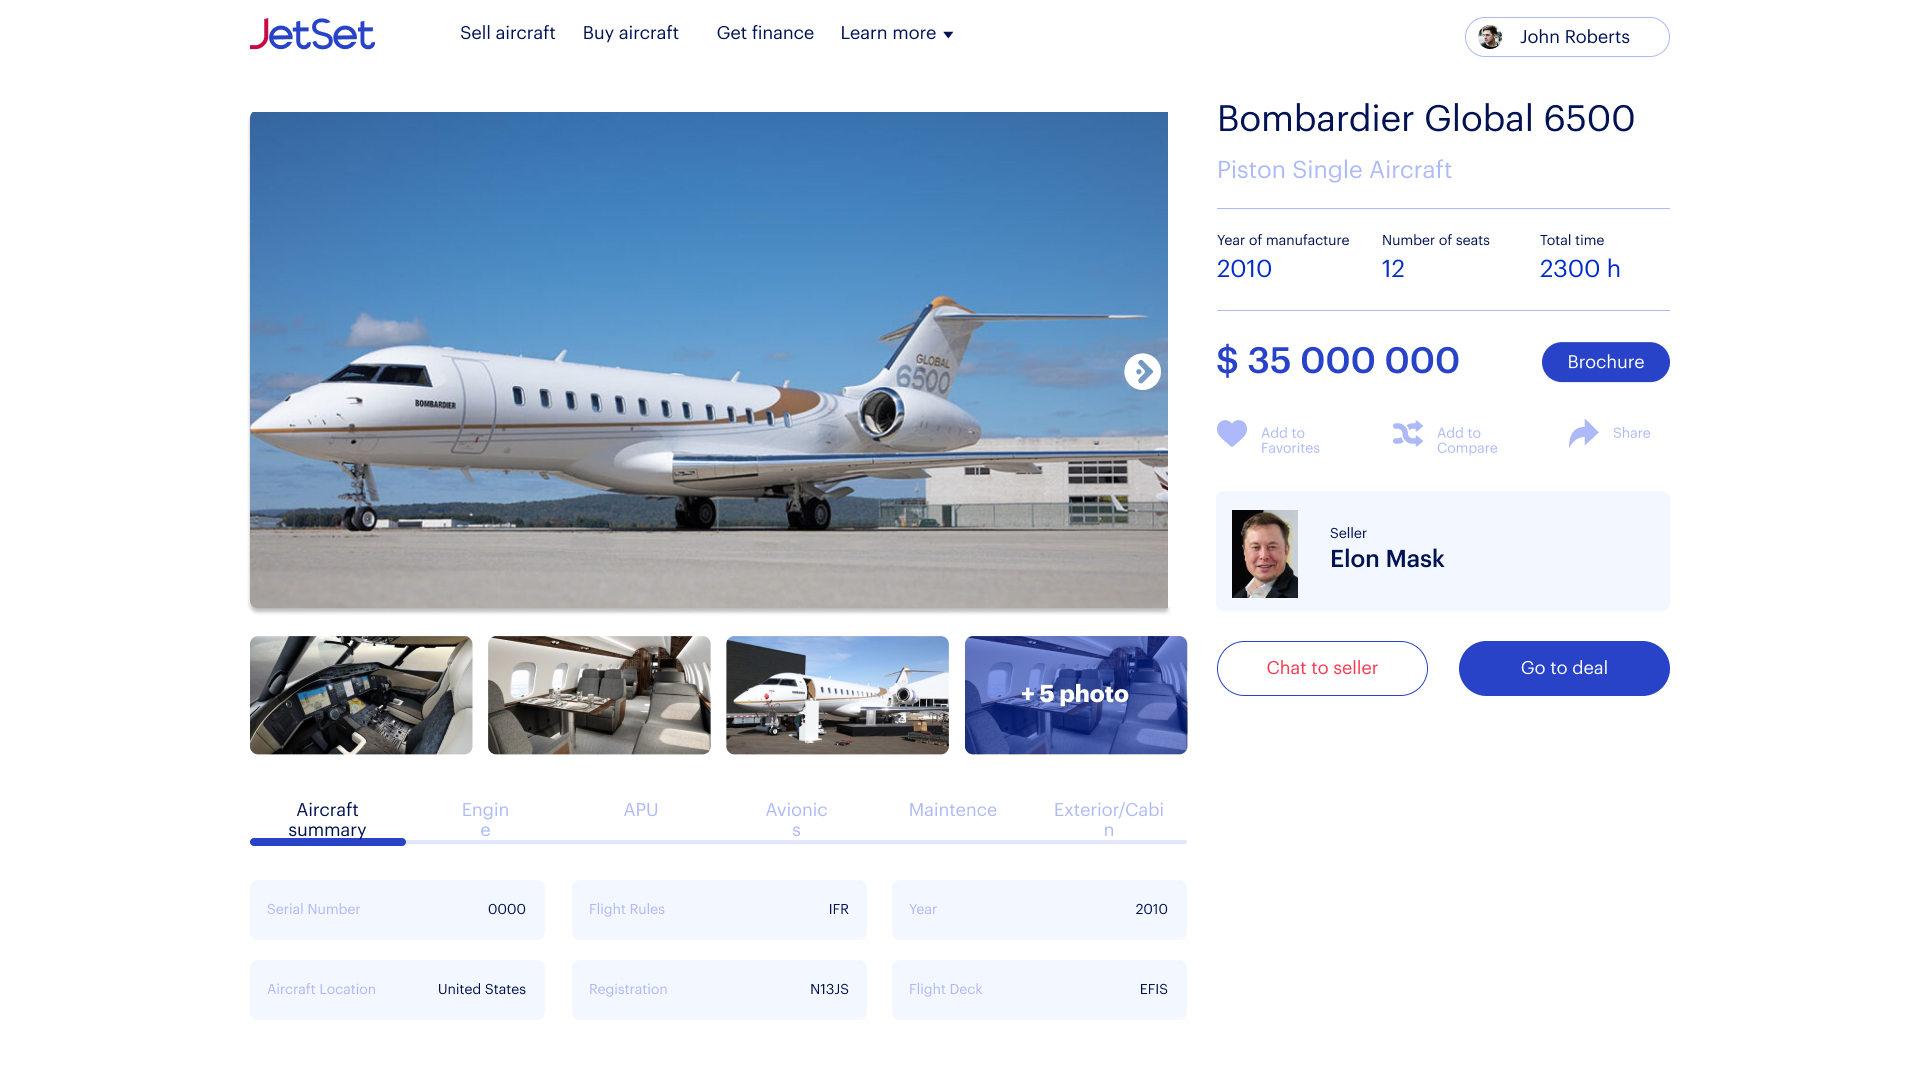 JetSet
Sell aircraft
Buy aircraft
Get finance
Learn more
John Roberts
Bombardier Global 6500
Piston Single Aircraft
Year of manufacture
Number of seats
Total time
2010
12
2300 h
$ 35 000 000
Brochure
Add to
Favorites
Add to
Compare
Share
GLOBAL
6500
BOMBARDIER
Seller
Elon Mask
Chat to seller
Go to deal
+ 5 photo
Aircraft
summary
Engin
e
APU
Avionic
s
Maintence
Exterior/Cabi
n
Serial Number
0000
Flight Rules
IFR
Year
2010
Aircraft Location
United States
Registration
N13JS
Flight Deck
EFIS